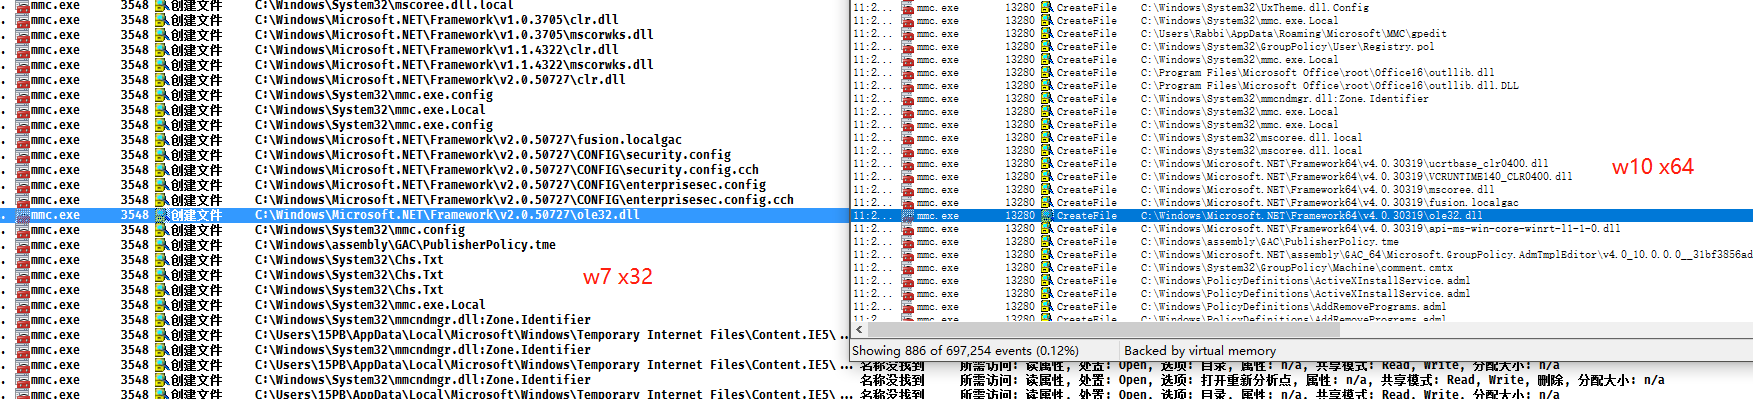 mmc.exe 3548 创建文件 C:\Windows\System32\mscoree.dll.local
mmc.exe 3548 创建文件 C:\Windows\Microsoft.NET\Framework\v1.0.3705\clr.dll
mmc.exe 3548 创建文件 C:\Windows\Microsoft.NET\Framework\v1.0.3705\mscorwks.dll
mmc.exe 3548 创建文件 C:\Windows\Microsoft.NET\Framework\v1.1.4322\clr.dll
mmc.exe 3548 创建文件 C:\Windows\Microsoft.NET\Framework\v1.1.4322\mscorwks.dll
mmc.exe 3548 创建文件 C:\Windows\Microsoft.NET\Framework\v2.0.50727\clr.dll
mmc.exe 3548 创建文件 C:\Windows\System32\mmc.exe.config
mmc.exe 3548 创建文件 C:\Windows\System32\mmc.exe.Local
mmc.exe 3548 创建文件 C:\Windows\System32\mmc.exe.config
mmc.exe 3548 创建文件 C:\Windows\Microsoft.NET\Framework\v2.0.50727\fusion.localgac
mmc.exe 3548 创建文件 C:\Windows\Microsoft.NET\Framework\v2.0.50727\CONFIG\security.config
mmc.exe 3548 创建文件 C:\Windows\Microsoft.NET\Framework\v2.0.50727\CONFIG\security.config.cch
mmc.exe 3548 创建文件 C:\Windows\Microsoft.NET\Framework\v2.0.50727\CONFIG\enterprisesec.config
mmc.exe 3548 创建文件 C:\Windows\Microsoft.NET\Framework\v2.0.50727\CONFIG\enterprisesec.config.cch
mmc.exe 3548 创建文件 C:\Windows\Microsoft.NET\Framework\v2.0.50727\ole32.dll
mmc.exe 3548 创建文件 C:\Windows\System32\mmc.config
mmc.exe 3548 创建文件 C:\Windows\assembly\GAC\PublisherPolicy.tme
mmc.exe 3548 创建文件 C:\Windows\System32\Chs.Txt
mmc.exe 3548 创建文件 C:\Windows\System32\Chs.Txt
mmc.exe 3548 创建文件 C:\Windows\System32\Chs.Txt
w7 x32
mmc.exe 3548 创建文件 C:\Windows\System32\mmc.exe.Local
mmc.exe 3548 创建文件 C:\Windows\System32\mmcndmgr.dll:Zone.Identifier
mmc.exe 3548 创建文件 C:\Users\15PB\AppData\Local\Microsoft\Windows\Temporary Internet Files\Content.IE5\ ...
mmc.exe 3548 创建文件 C:\Windows\System32\mmcndmgr.dll:Zone.Identifier
mmc.exe 3548 创建文件 C:\Users\15PB\AppData\Local\Microsoft\Windows\Temporary Internet Files\Content.IE5\ ... 名称没找到 所需访问: 读属性, 处置: Open, 选项: 目录, 属性: n/a, 共享模式: Read, Write, 分配大小: n/a
mmc.exe 3548 创建文件 C:\Windows\System32\mmcndmgr.dll:Zone.Identifier 名称没找到 所需访问: 读属性, 处置: Open, 选项: 打开重新分析点, 属性: n/a, 共享模式: Read, Write, 删除, 分配大小: n/a
mmc.exe 3548 创建文件 C:\Users\15PB\AppData\Local\Microsoft\Windows\Temporary Internet Files\Content.IE5\ ... 名称没找到 所需访问: 读属性, 处置: Open, 选项: 目录, 属性: n/a, 共享模式: Read, Write, 分配大小: n/a
11:2... mmc.exe 13280 CreateFile C:\Windows\System32\UxTheme.dll.Config
11:2... mmc.exe 13280 CreateFile C:\Windows\System32\mmc.exe.Local
11:2... mmc.exe 13280 CreateFile C:\Users\Rabbi\AppData\Roaming\Microsoft\MMC\gpedit
11:2... mmc.exe 13280 CreateFile C:\Windows\System32\GroupPolicy\User\Registry.pol
11:2... mmc.exe 13280 CreateFile C:\Windows\System32\mmc.exe.Local
11:2... mmc.exe 13280 CreateFile C:\Program Files\Microsoft Office\root\Office16\outllib.dll
11:2... mmc.exe 13280 CreateFile C:\Program Files\Microsoft Office\root\Office16\outllib.dll.DLL
11:2... mmc.exe 13280 CreateFile C:\Windows\System32\mmcndmgr.dll:Zone.Identifier
11:2... mmc.exe 13280 CreateFile C:\Windows\System32\mmc.exe.Local
11:2... mmc.exe 13280 CreateFile C:\Windows\System32\mmc.exe.Local
11:2... mmc.exe 13280 CreateFile C:\Windows\System32\mscoree.dll.local
11:2... mmc.exe 13280 CreateFile C:\Windows\System32\mscoree.dll.local
11:2... mmc.exe 13280 CreateFile C:\Windows\Microsoft.NET\Framework64\v4.0.30319\ucrtbase_clr0400.dll
w10 x64
11:2... mmc.exe 13280 CreateFile C:\Windows\Microsoft.NET\Framework64\v4.0.30319\VCRUNTIME140_CLR0400.dll
11:2... mmc.exe 13280 CreateFile C:\Windows\Microsoft.NET\Framework64\v4.0.30319\mscoree.dll
11:2... mmc.exe 13280 CreateFile C:\Windows\Microsoft.NET\Framework64\v4.0.30319\fusion.localgac
11:2... mmc.exe 13280 CreateFile C:\Windows\Microsoft.NET\Framework64\v4.0.30319\ole32.dll
11:2... mmc.exe 13280 CreateFile C:\Windows\Microsoft.NET\Framework64\v4.0.30319\api-ms-win-core-winrt-l1-1-0.dll
11:2... mmc.exe 13280 CreateFile C:\Windows\assembly\GAC\PublisherPolicy.tme
11:2... mmc.exe 13280 CreateFile C:\Windows\Microsoft.NET\assembly\GAC_64\Microsoft.GroupPolicy.AdmTmplEditor\v4.0_10.0.0.0__31bf3856ad
11:2... mmc.exe 13280 CreateFile C:\Windows\System32\GroupPolicy\Machine\comment.cmtx
11:2... mmc.exe 13280 CreateFile C:\Windows\PolicyDefinitions\ActiveXInstallService.adml
11:2... mmc.exe 13280 CreateFile C:\Windows\PolicyDefinitions\ActiveXInstallService.adml
11:2... mmc.exe 13280 CreateFile C:\Windows\PolicyDefinitions\AddRemovePrograms.adml
11:2... mmc.exe 13280 CreateFile C:\Windows\PolicyDefinitions\AddRemovePrograms.adml
Showing 886 of 697,254 events (0.12%) Backed by virtual memory